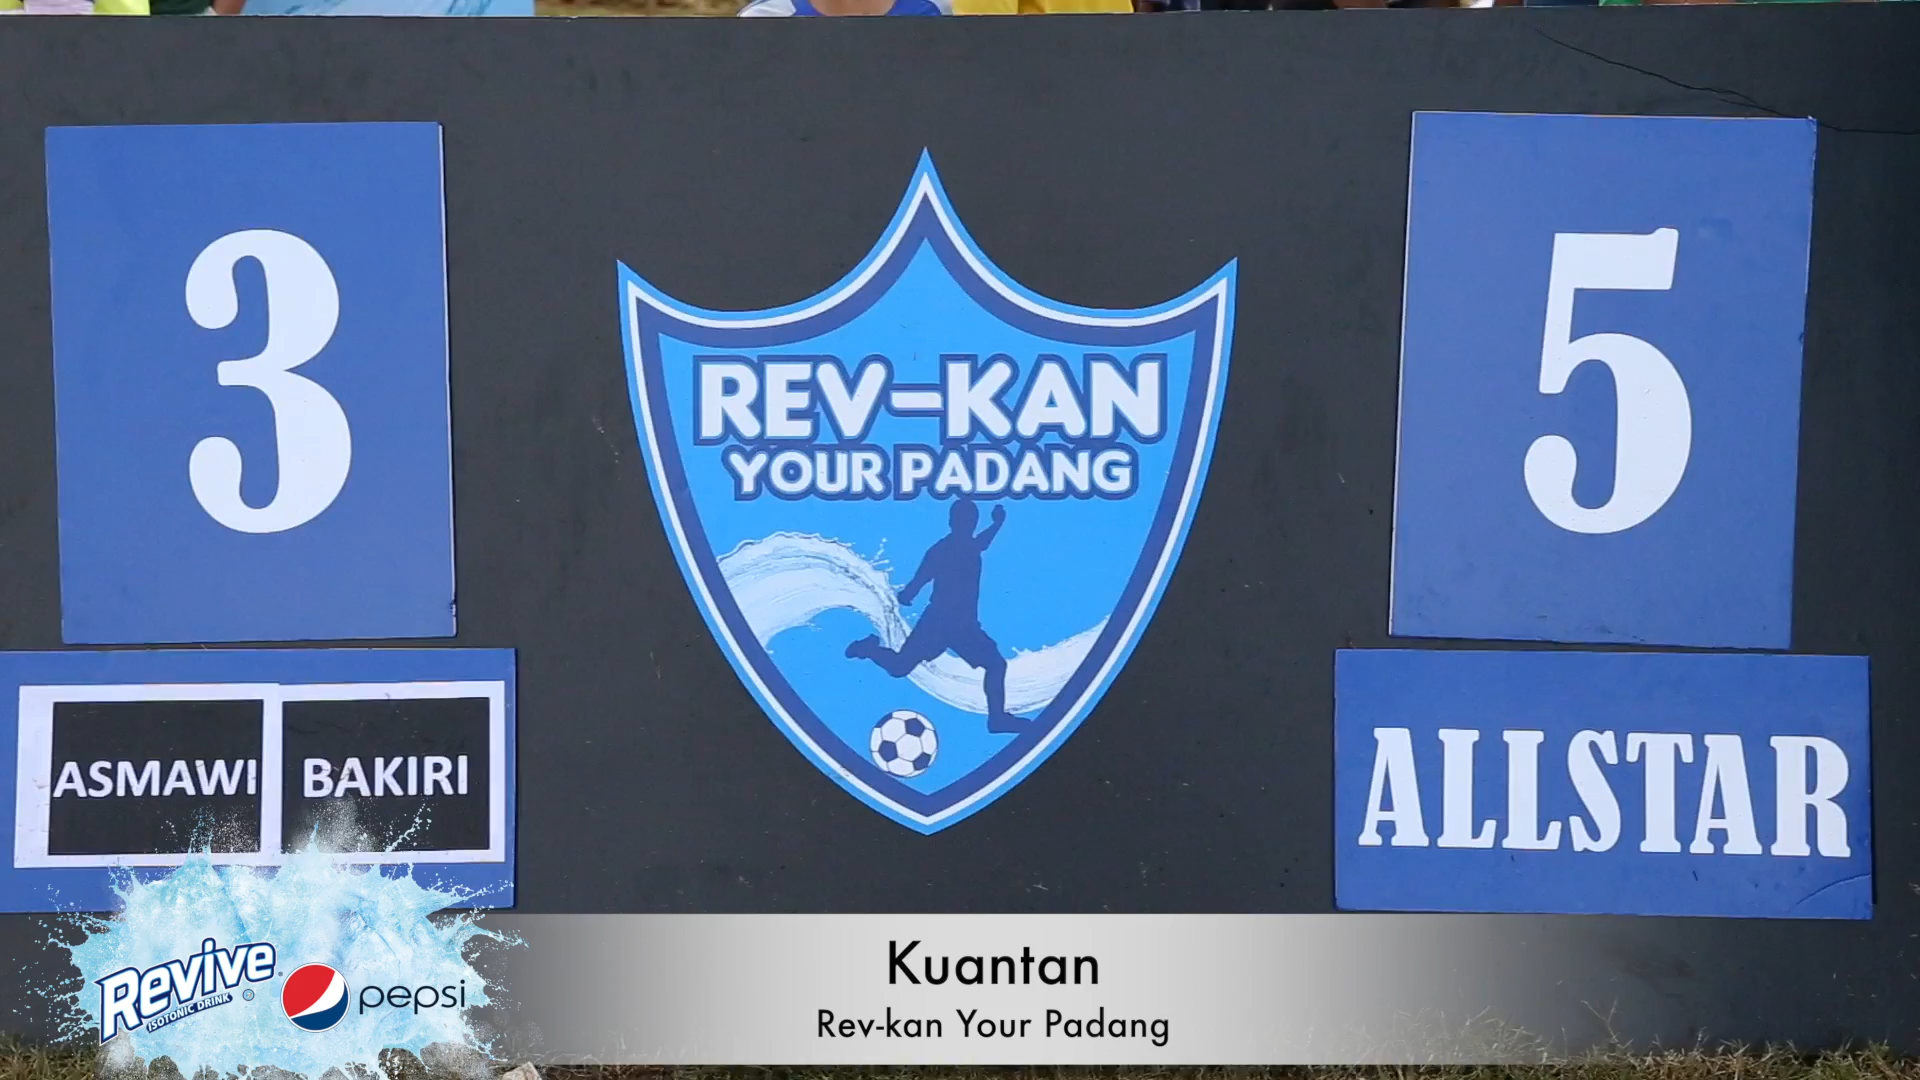 3
5
REV-KAN
YOUR PADANG
ASMAWI BAKIRI
ALLSTAR
Revive
ISOTONIC DRINK
pepsi
Kuantan
Rev-kan Your Padang